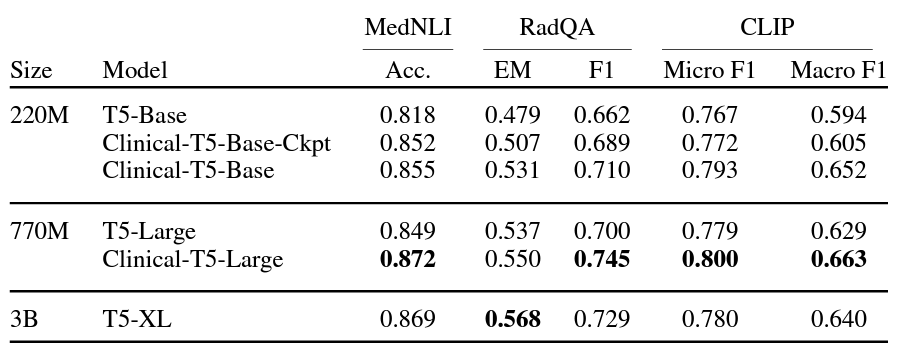 MedNLI RadQA CLIP
Size Model Acc. EM F1 Micro F1 Macro F1
220M T5-Base 0.818 0.479 0.662 0.767 0.594
Clinical-T5-Base-Ckpt 0.852 0.507 0.689 0.772 0.605
Clinical-T5-Base 0.855 0.531 0.710 0.793 0.652
770M T5-Large 0.849 0.537 0.700 0.779 0.629
Clinical-T5-Large 0.872 0.550 0.745 0.800 0.663
3B T5-XL 0.869 0.568 0.729 0.780 0.640